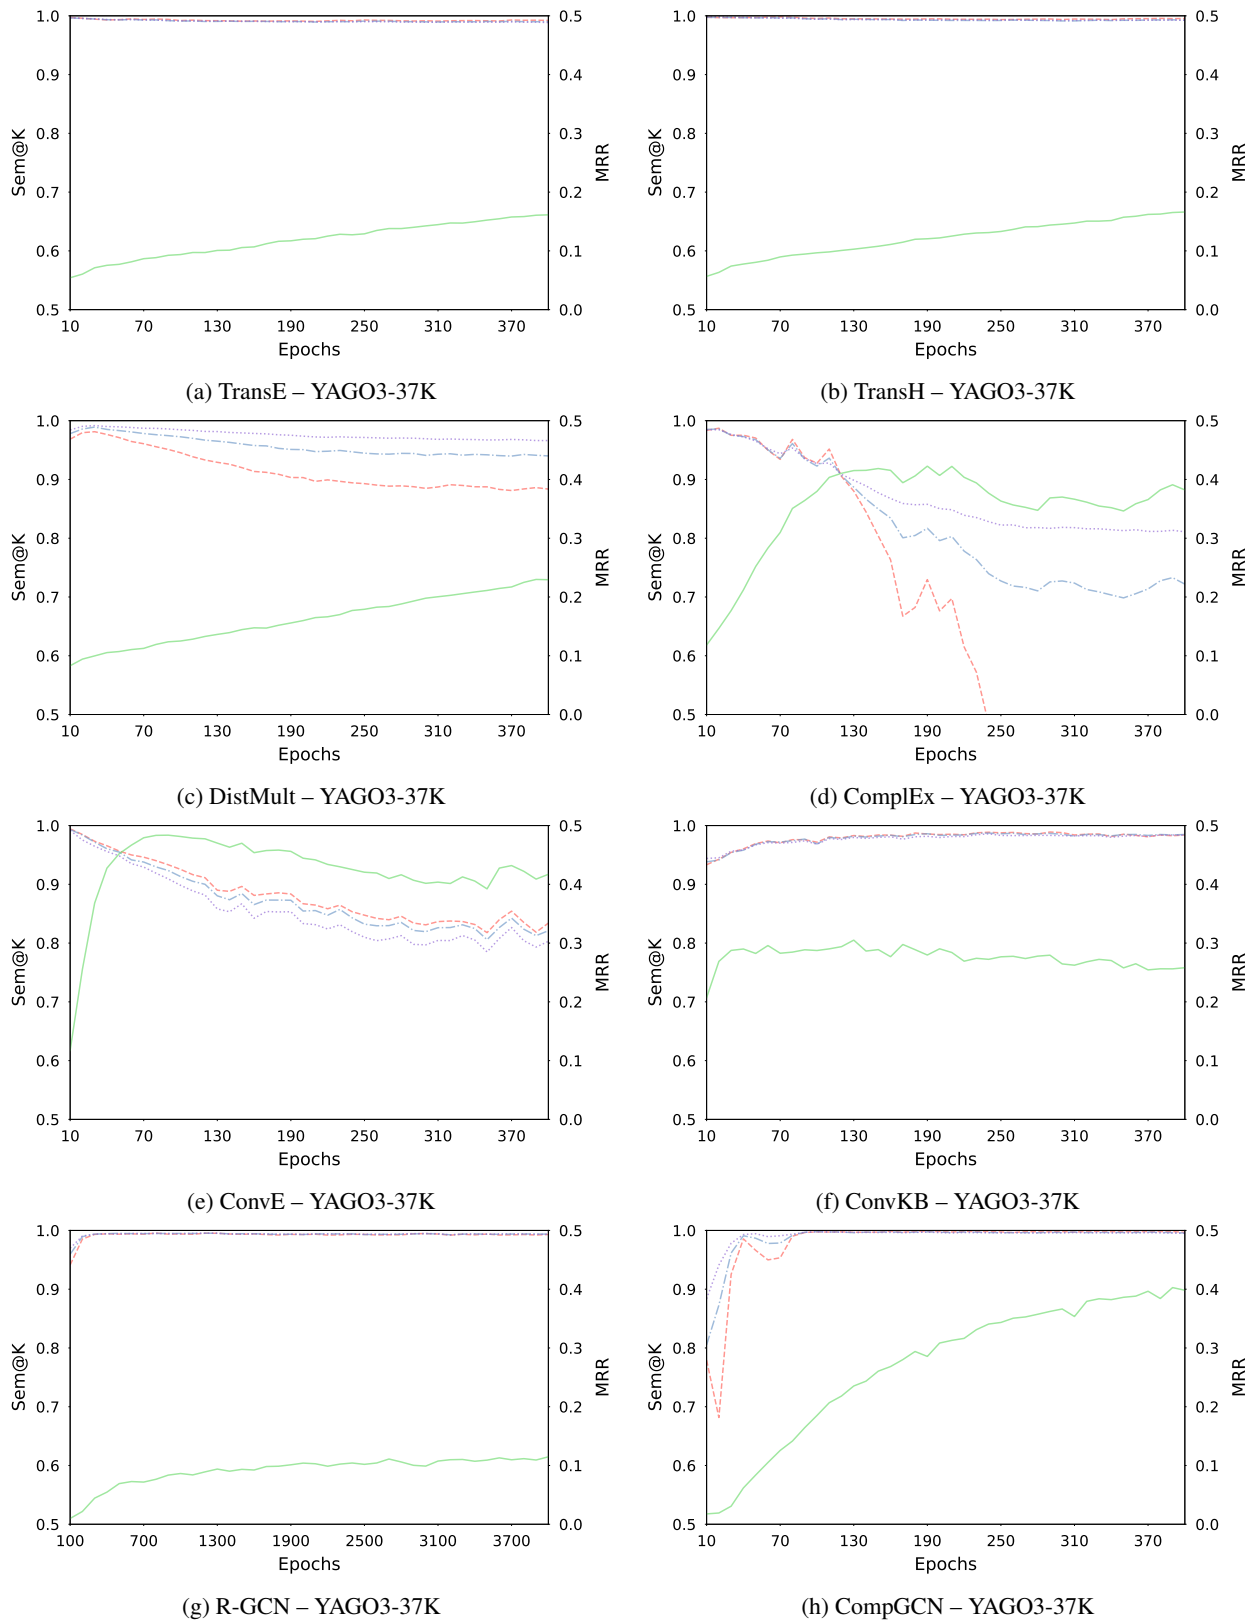 1.0
0.9
0.8
0.7
0.6
0.5
Sem@K
0.5
0.4
0.3
0.2
0.1
0.0
MRR
10 70 130 190 250 310 370
Epochs
(a) TransE – YAGO3-37K
1.0
0.9
0.8
0.7
0.6
0.5
Sem@K
0.5
0.4
0.3
0.2
0.1
0.0
MRR
10 70 130 190 250 310 370
Epochs
(b) TransH – YAGO3-37K
1.0
0.9
0.8
0.7
0.6
0.5
Sem@K
0.5
0.4
0.3
0.2
0.1
0.0
MRR
10 70 130 190 250 310 370
Epochs
(c) DistMult – YAGO3-37K
1.0
0.9
0.8
0.7
0.6
0.5
Sem@K
0.5
0.4
0.3
0.2
0.1
0.0
MRR
10 70 130 190 250 310 370
Epochs
(d) ComplEx – YAGO3-37K
1.0
0.9
0.8
0.7
0.6
0.5
Sem@K
0.5
0.4
0.3
0.2
0.1
0.0
MRR
10 70 130 190 250 310 370
Epochs
(e) ConvE – YAGO3-37K
1.0
0.9
0.8
0.7
0.6
0.5
Sem@K
0.5
0.4
0.3
0.2
0.1
0.0
MRR
10 70 130 190 250 310 370
Epochs
(f) ConvKB – YAGO3-37K
1.0
0.9
0.8
0.7
0.6
0.5
Sem@K
0.5
0.4
0.3
0.2
0.1
0.0
MRR
100 700 1300 1900 2500 3100 3700
Epochs
(g) R-GCN – YAGO3-37K
1.0
0.9
0.8
0.7
0.6
0.5
Sem@K
0.5
0.4
0.3
0.2
0.1
0.0
MRR
10 70 130 190 250 310 370
Epochs
(h) CompGCN – YAGO3-37K